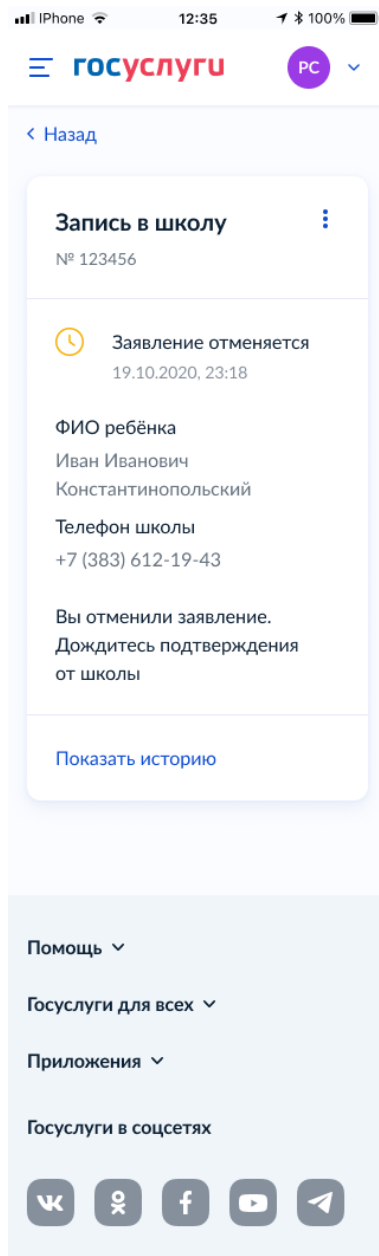 iPhone 12:35 100%
госуслуги РС
Назад
Запись в школу
№ 123456
Заявление отменяется
19.10.2020, 23:18
ФИО ребёнка
Иван Иванович
Константинопольский
Телефон школы
+7 (383) 612-19-43
Вы отменили заявление.
Дождитесь подтверждения
от школы
Показать историю
Помощь
Госуслуги для всех
Приложения
Госуслуги в соцсетях